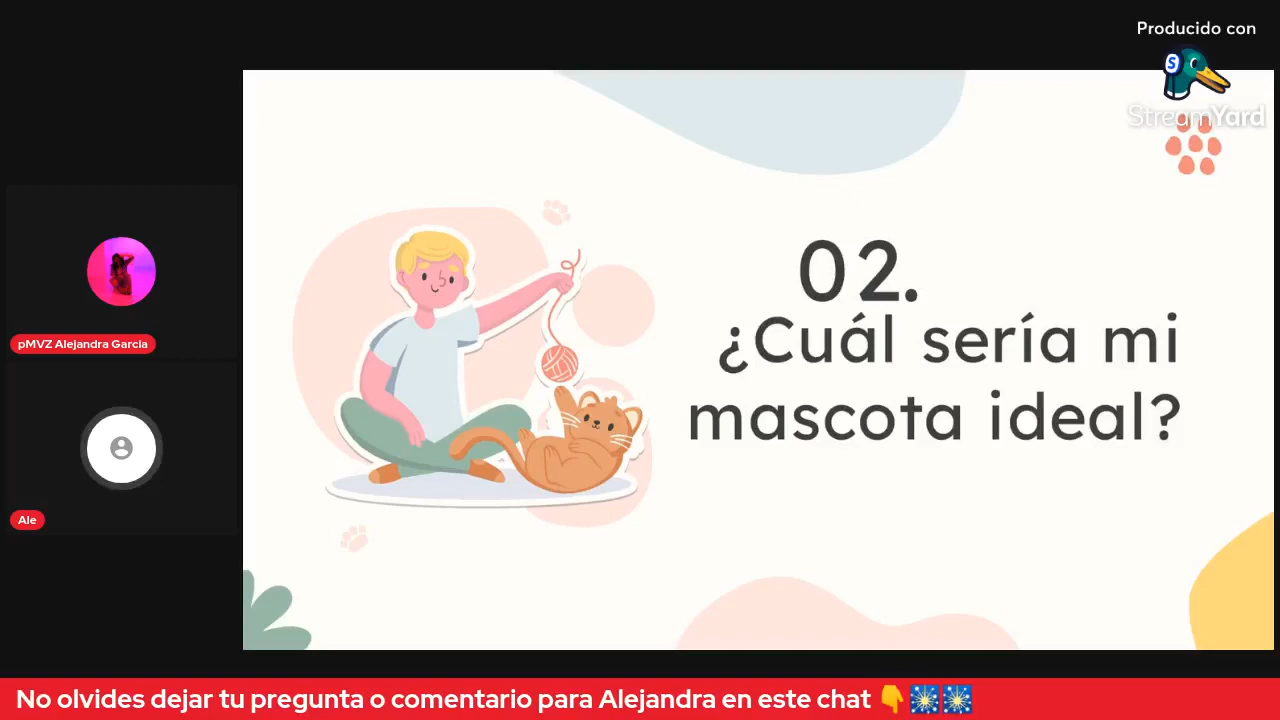 Producido con
StreamYard
02.
¿Cuál sería mi
mascota ideal?
pMVZ Alejandra Garcia
Ale
No olvides dejar tu pregunta o comentario para Alejandra en este chat 👇🎆🎆